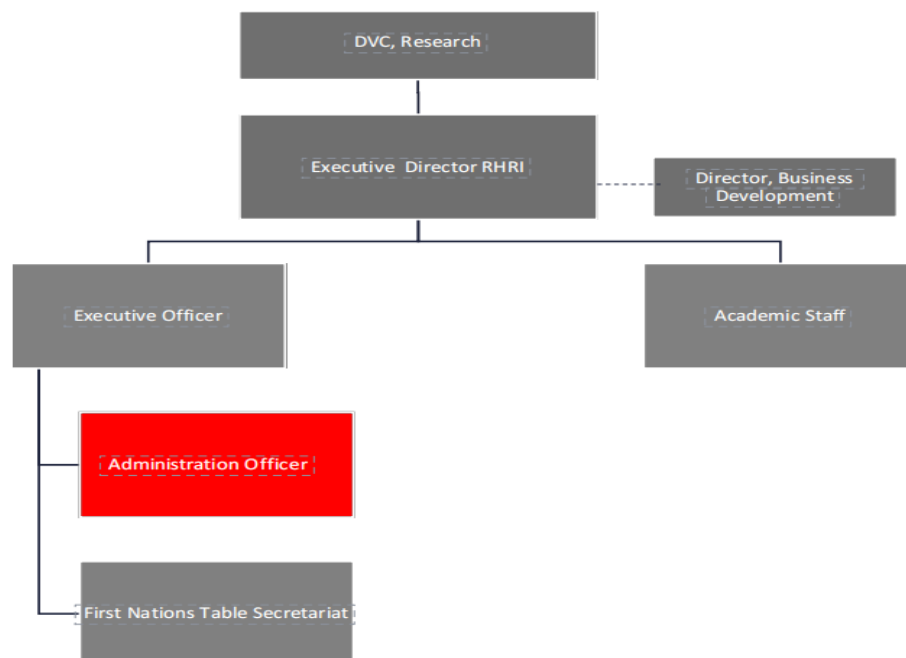 DVC, Research
Executive Director RHRI
Director, Business
Development
Executive Officer
Academic Staff
Administration Officer
First Nations Table Secretariat